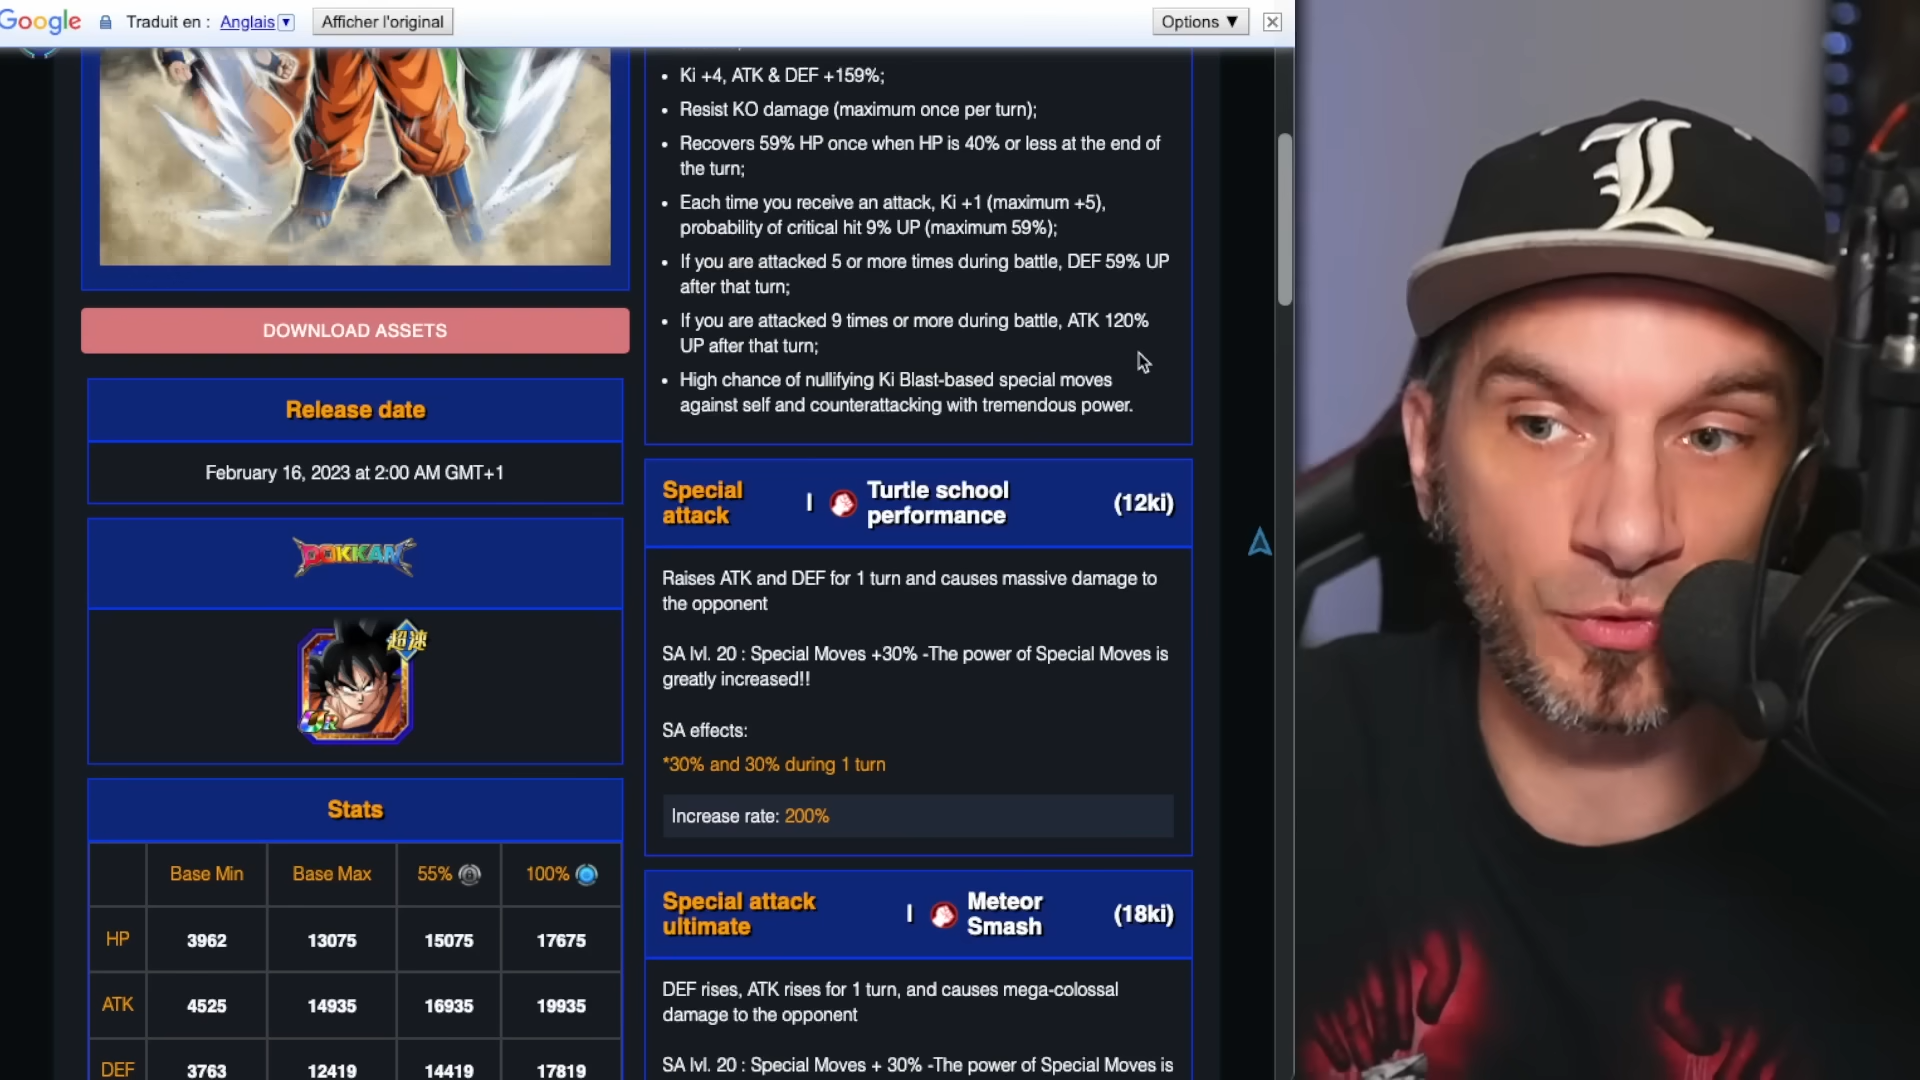 Google Traduit en : Anglais ▼ Afficher l'original Options ▼
• Ki +4, ATK & DEF +159%;
• Resist KO damage (maximum once per turn);
• Recovers 59% HP once when HP is 40% or less at the end of
the turn;
• Each time you receive an attack, Ki +1 (maximum +5),
probability of critical hit 9% UP (maximum 59%);
• If you are attacked 5 or more times during battle, DEF 59% UP
after that turn;
• If you are attacked 9 times or more during battle, ATK 120%
UP after that turn;
• High chance of nullifying Ki Blast-based special moves
against self and counterattacking with tremendous power.
DOWNLOAD ASSETS
Release date
February 16, 2023 at 2:00 AM GMT+1
DOKKAN
超速
UR
Stats
Base Min Base Max 55% 100%
HP 3962 13075 15075 17675
ATK 4525 14935 16935 19935
DEF 3763 12419 14419 17819
Special
attack
I
Turtle school
performance
(12ki)
Raises ATK and DEF for 1 turn and causes massive damage to
the opponent
SA lvl. 20 : Special Moves +30% -The power of Special Moves is
greatly increased!!
SA effects:
*30% and 30% during 1 turn
Increase rate: 200%
Special attack
ultimate
I
Meteor
Smash
(18ki)
DEF rises, ATK rises for 1 turn, and causes mega-colossal
damage to the opponent
SA lvl. 20 : Special Moves + 30% -The power of Special Moves is
L